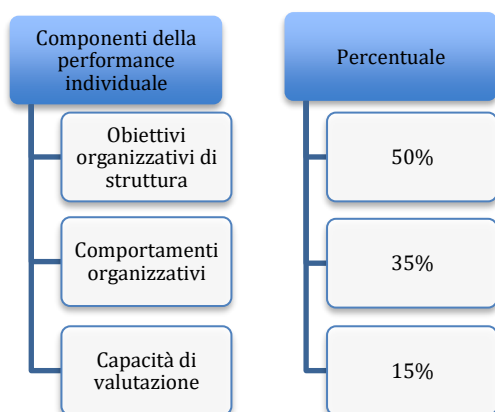 Componenti della
performance
individuale
Percentuale
Obiettivi
organizzativi di
struttura
50%
Comportamenti
organizzativi
35%
Capacità di
valutazione
15%